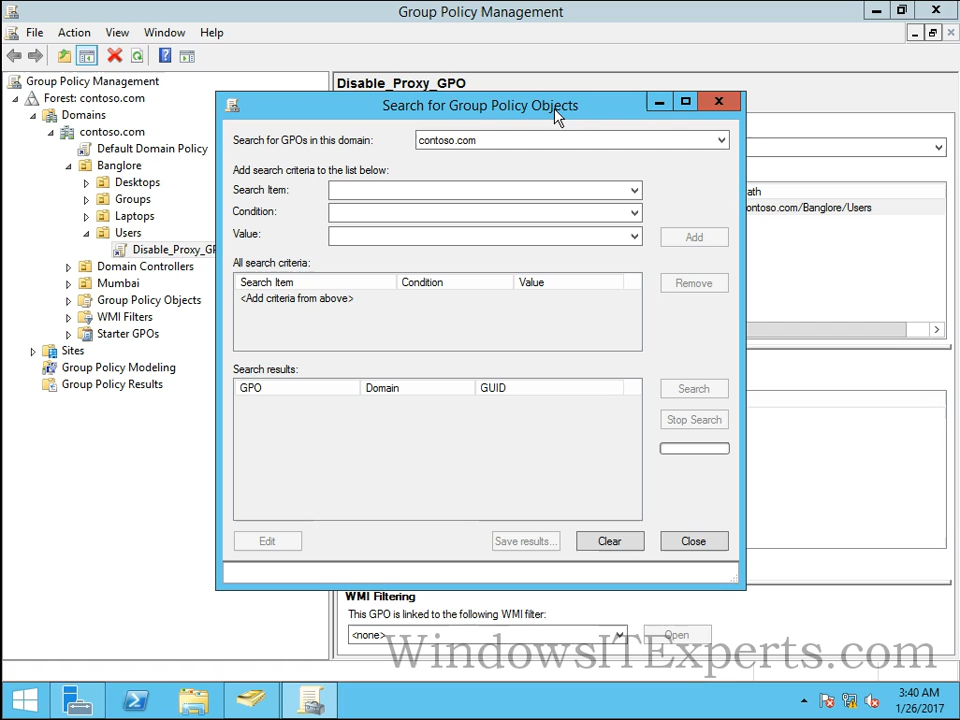 Group Policy Management
File Action View Window Help
Group Policy Management
Forest: contoso.com
Domains
contoso.com
Default Domain Policy
Banglore
Desktops
Groups
Laptops
Users
Disable_Proxy_GP
Domain Controllers
Mumbai
Group Policy Objects
WMI Filters
Starter GPOs
Sites
Group Policy Modeling
Group Policy Results
Disable_Proxy_GPO
Search for Group Policy Objects
Search for GPOs in this domain: contoso.com
Add search criteria to the list below:
Search Item:
Condition:
Value:
Add
All search criteria:
Search Item Condition Value
<Add criteria from above>
Remove
Search results:
GPO Domain GUID
Search
Stop Search
Edit Save results... Clear Close
ath
ontoso.com/Banglore/Users
WMI Filtering
This GPO is linked to the following WMI filter:
<none> Open
WindowsITExperts.com
3:40 AM
1/26/2017